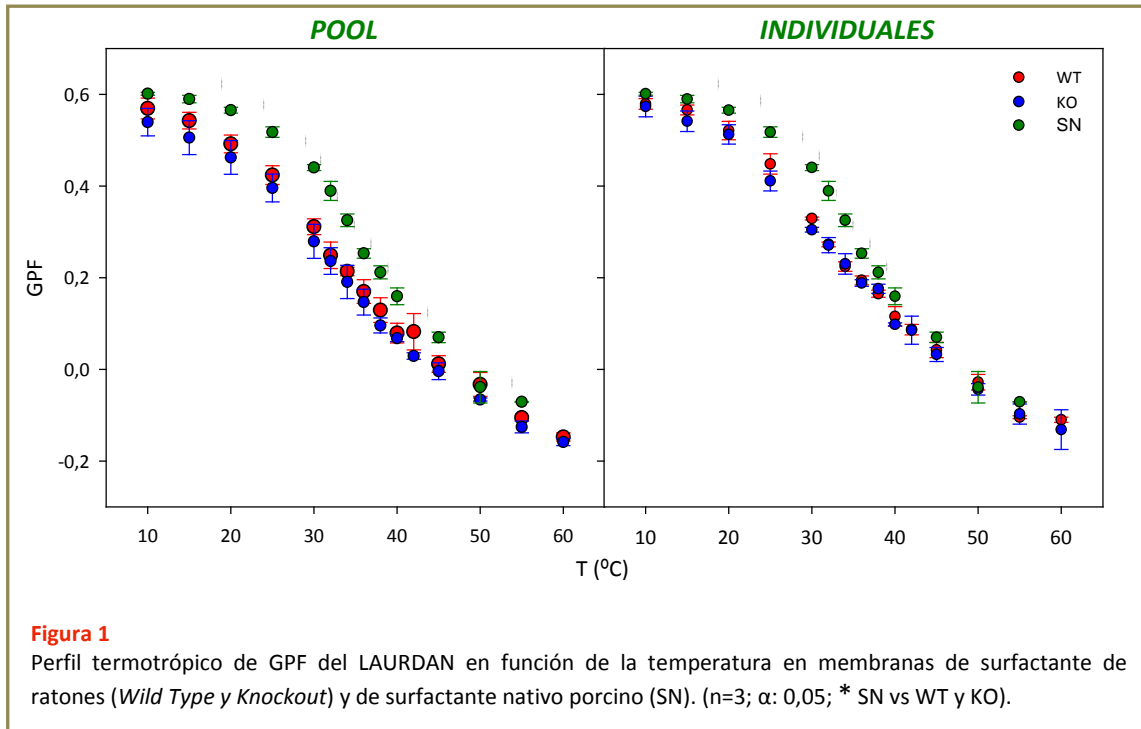 POOL
INDIVIDUALES
0,6
0,4
0,2
0,0
-0,2
GPF
WT
KO
SN
10 20 30 40 50 60
10 20 30 40 50 60
T (⁰C)
Figura 1
Perfil termotrópico de GPF del LAURDAN en función de la temperatura en membranas de surfactante de
ratones (Wild Type y Knockout) y de surfactante nativo porcino (SN). (n=3; α: 0,05; * SN vs WT y KO).